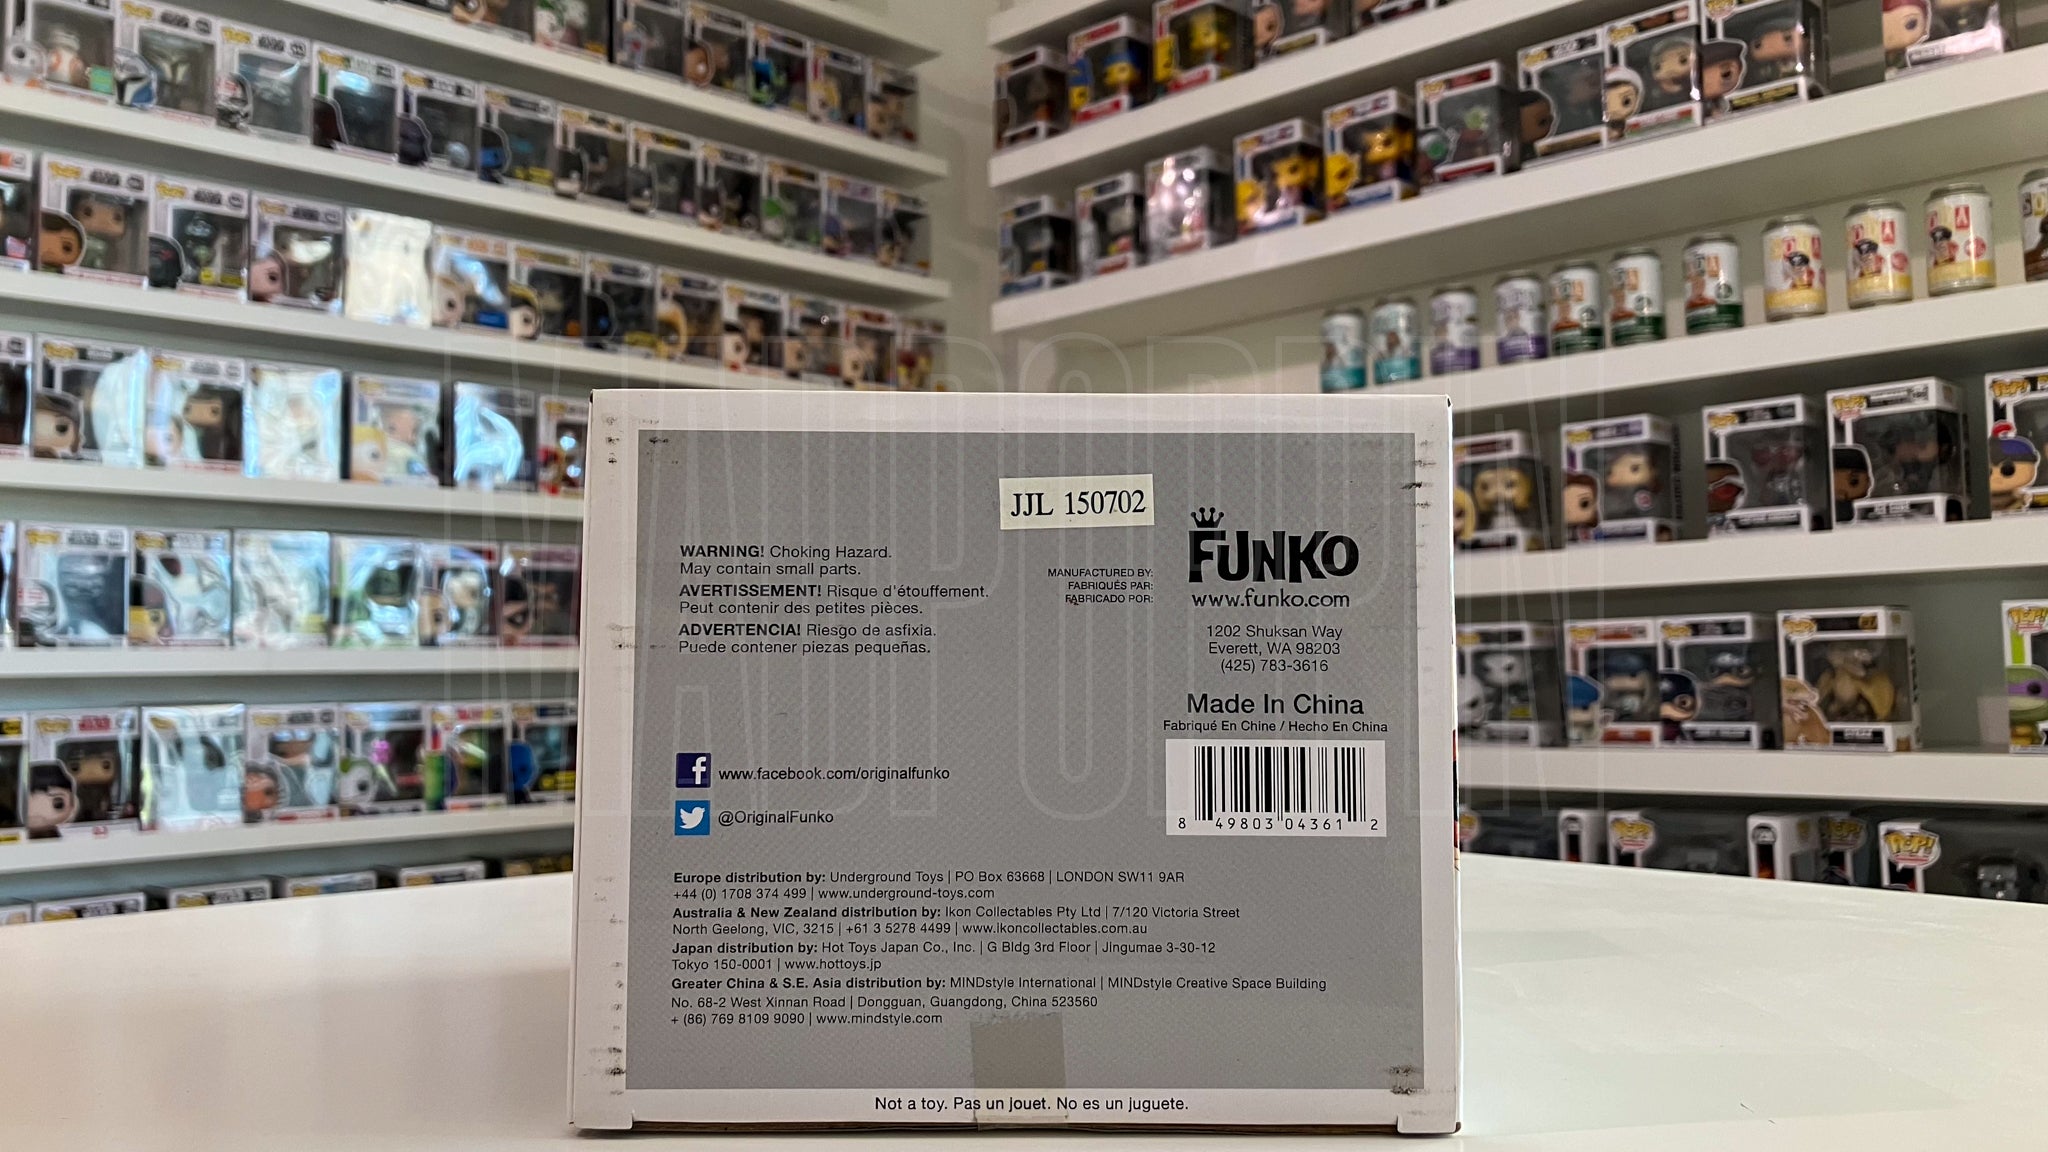 JJL 150702
WARNING! Choking Hazard.
May contain small parts.
AVERTISSEMENT! Risque d'étouffement.
Peut contenir des petites pièces.
ADVERTENCIA! Riesgo de asfixia.
Puede contener piezas pequeñas.
MANUFACTURED BY:
FABRIQUÉS PAR:
FABRICADO POR:
FUNKO
www.funko.com
1202 Shuksan Way
Everett, WA 98203
(425) 783-3616
Made In China
Fabriqué En Chine / Hecho En China
8 49803 04361 2
f www.facebook.com/originalfunko
@OriginalFunko
Europe distribution by: Underground Toys | PO Box 63668 | LONDON SW11 9AR
+44 (0) 1708 374 499 | www.underground-toys.com
Australia & New Zealand distribution by: Ikon Collectables Pty Ltd | 7/120 Victoria Street
North Geelong, VIC, 3215 | +61 3 5278 4499 | www.ikoncollectables.com.au
Japan distribution by: Hot Toys Japan Co., Inc. | G Bldg 3rd Floor | Jingumae 3-30-12
Tokyo 150-0001 | www.hottoys.jp
Greater China & S.E. Asia distribution by: MINDstyle International | MINDstyle Creative Space Building
No. 68-2 West Xinnan Road | Dongguan, Guangdong, China 523560
+ (86) 769 8109 9090 | www.mindstyle.com
Not a toy. Pas un jouet. No es un juguete.